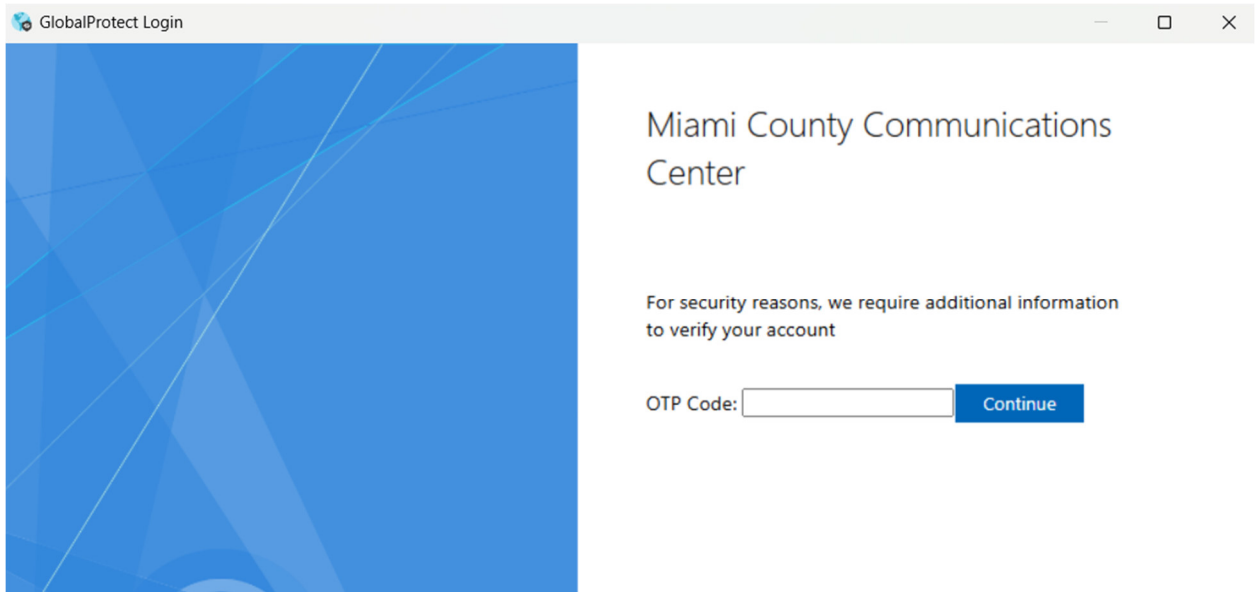 GlobalProtect Login
Miami County Communications
Center
For security reasons, we require additional information
to verify your account
OTP Code:
Continue